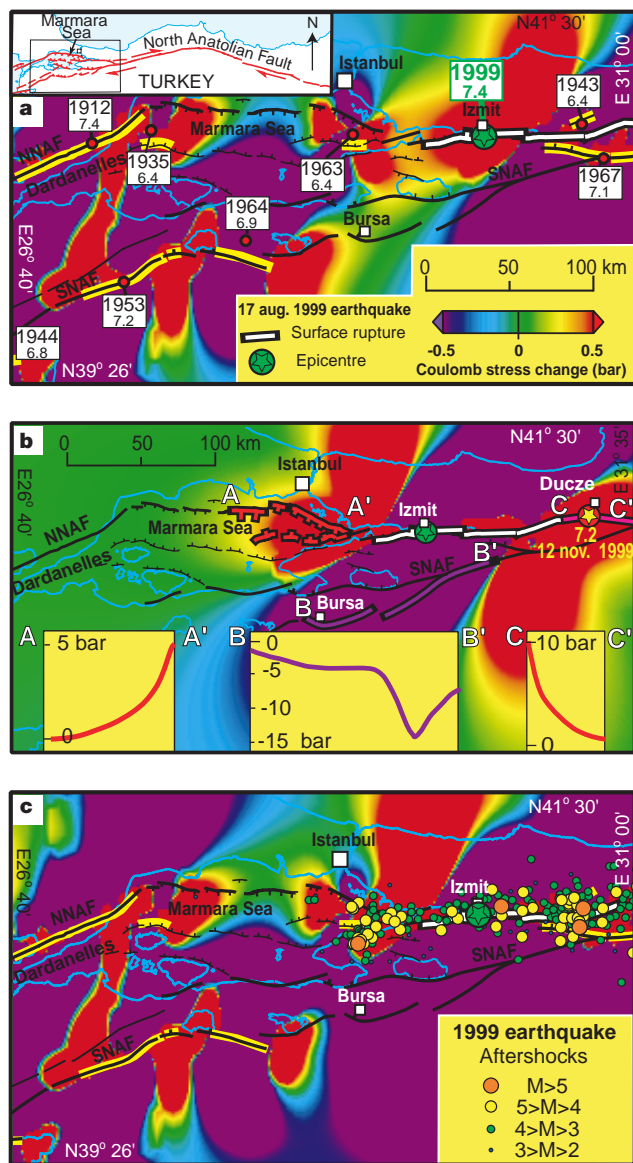 Marmara
Sea
North Anatolian Fault
TURKEY
N
N41° 30'
E 31° 00'
a
Istanbul
1999
7.4
Izmit
1943
6.4
1912
7.4
NNAF
Marmara Sea
Dardanelles
1935
6.4
1963
6.4
SNAF
1967
7.1
1964
6.9
Bursa
E26° 40'
SNAF
1953
7.2
1944
6.8
N39° 26'
0 50 100 km
17 aug. 1999 earthquake
Surface rupture
Epicentre
-0.5 0 0.5
Coulomb stress change (bar)
b
0 50 100 km
N41° 30'
E 31° 35'
E26° 40'
Istanbul
A
A'
Izmit
Ducze
C C'
7.2
12 nov. 1999
NNAF
Marmara Sea
Dardanelles
SNAF
B'
B
Bursa
A A' B B' C C'
5 bar
0
0
-5
-10
-15 bar
10 bar
0
c
N41° 30'
E 31° 00'
E26° 40'
Istanbul
Izmit
NNAF
Marmara Sea
Dardanelles
SNAF
Bursa
SNAF
N39° 26'
1999 earthquake
Aftershocks
M>5
5>M>4
4>M>3
3>M>2